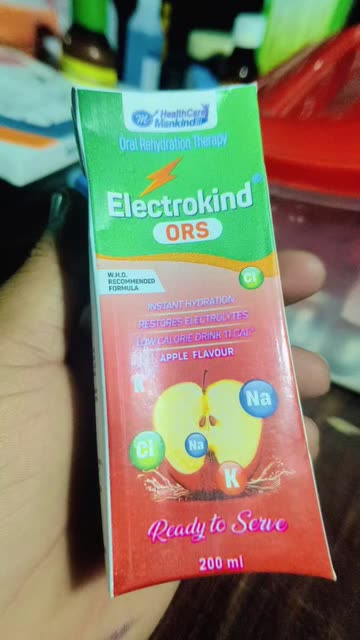 HealthCare
Mankind
Oral Rehydration Therapy
Electrokind®
ORS
W.H.O.
RECOMMENDED
FORMULA
Cl
INSTANT HYDRATION
RESTORES ELECTROLYTES
LOW CALORIE DRINK
APPLE FLAVOUR
K
Na
Cl
Na
K
Ready to Serve
200 ml